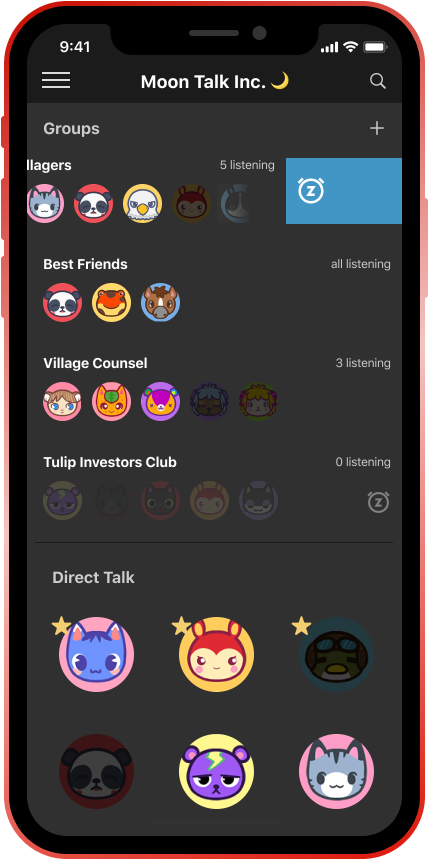 9:41
Moon Talk Inc. 🌙
Groups
llagers 5 listening
z
Best Friends all listening
Village Counsel 3 listening
Tulip Investors Club 0 listening
z
Direct Talk